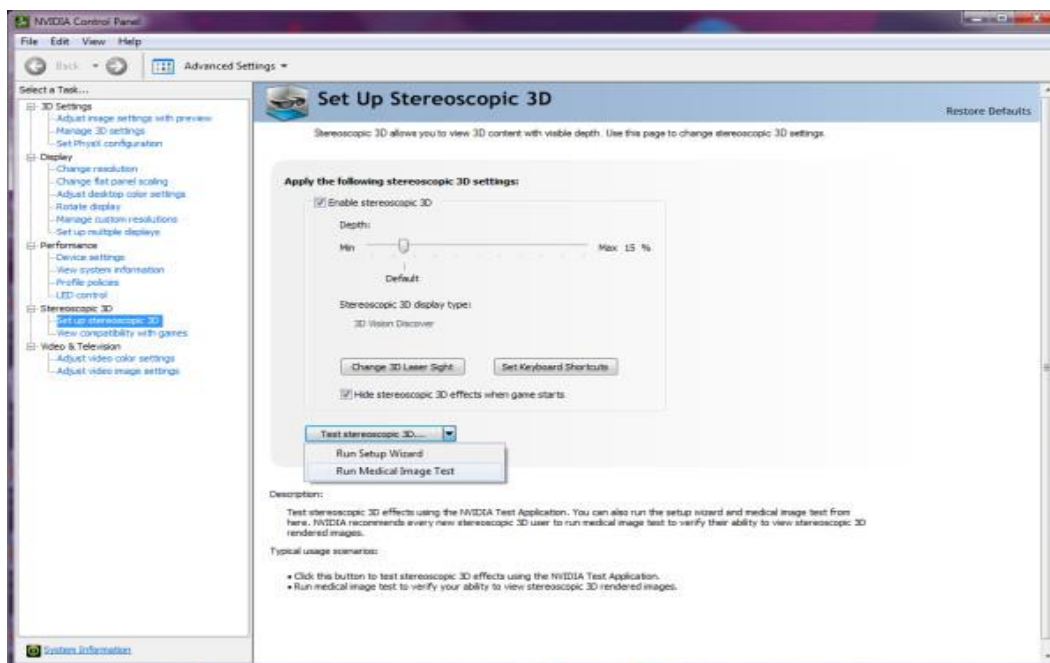 NVIDIA Control Panel
File Edit View Help
Back
Advanced Settings
Select a Task...
3D Settings
Adjust image settings with preview
Manage 3D settings
Set PhysX configuration
Display
Change resolution
Change flat panel scaling
Adjust desktop color settings
Rotate display
Manage custom resolutions
Set up multiple displays
Performance
Device settings
View system information
Profile policies
LED control
Stereoscopic 3D
Set up stereoscopic 3D
View compatibility with games
Video & Television
Adjust video color settings
Adjust video image settings
System Information
Set Up Stereoscopic 3D
Restore Defaults
Stereoscopic 3D allows you to view 3D content with visible depth. Use this page to change stereoscopic 3D settings.
Apply the following stereoscopic 3D settings:
Enable stereoscopic 3D
Depth:
Min Max 15 %
Default
Stereoscopic 3D display type:
3D Vision Discover
Change 3D Laser Sight Set Keyboard Shortcuts
Hide stereoscopic 3D effects when game starts
Test stereoscopic 3D....
Run Setup Wizard
Run Medical Image Test
Description:
Test stereoscopic 3D effects using the NVIDIA Test Application. You can also run the setup wizard and medical image test from
here. NVIDIA recommends every new stereoscopic 3D user to run medical image test to verify their ability to view stereoscopic 3D
rendered images.
Typical usage scenarios:
• Click this button to test stereoscopic 3D effects using the NVIDIA Test Application.
• Run medical image test to verify your ability to view stereoscopic 3D rendered images.